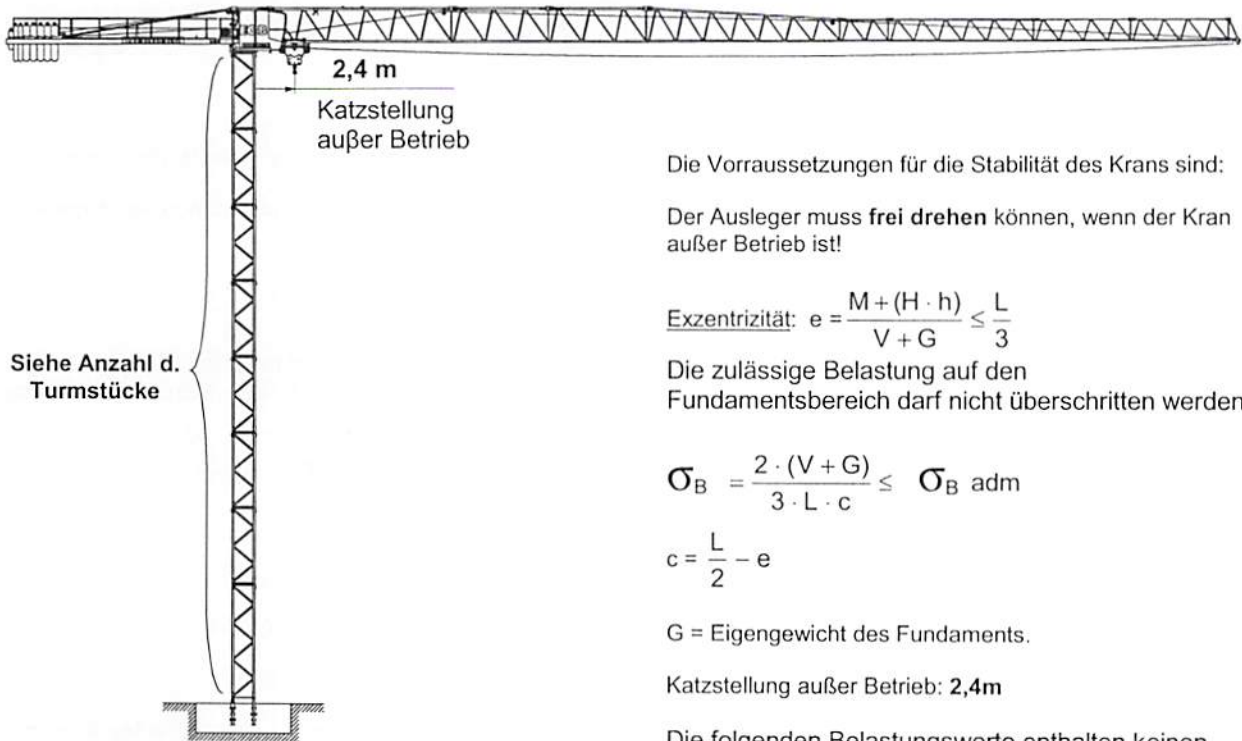 2,4 m
Katzstellung
außer Betrieb
Siehe Anzahl d.
Turmstücke
Die Vorraussetzungen für die Stabilität des Krans sind:
Der Ausleger muss frei drehen können, wenn der Kran
außer Betrieb ist!
Exzentrizität: e = (M + (H · h)) / (V + G) ≤ L / 3
Die zulässige Belastung auf den
Fundamentsbereich darf nicht überschritten werden
σB = (2 · (V + G)) / (3 · L · c) ≤ σB adm
c = L / 2 − e
G = Eigengewicht des Fundaments.
Katzstellung außer Betrieb: 2,4m
Die folgenden Belastungswerte enthalten keinen